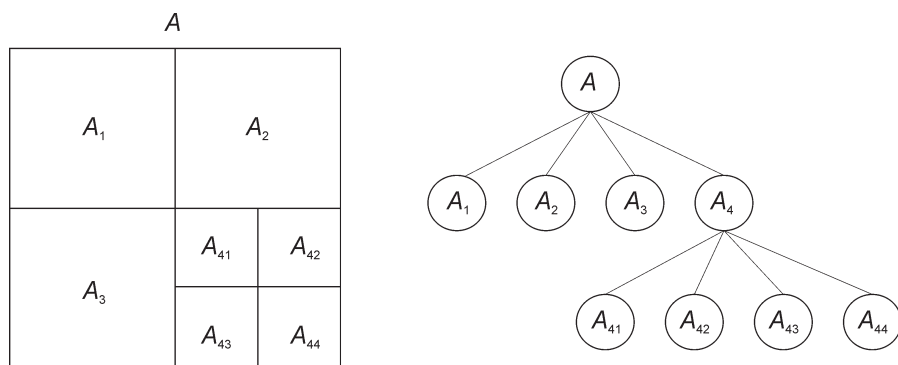 A
A₁ A₂
A₃ A₄₁ A₄₂
A₄₃ A₄₄
A
A₁ A₂ A₃ A₄
A₄₁ A₄₂ A₄₃ A₄₄